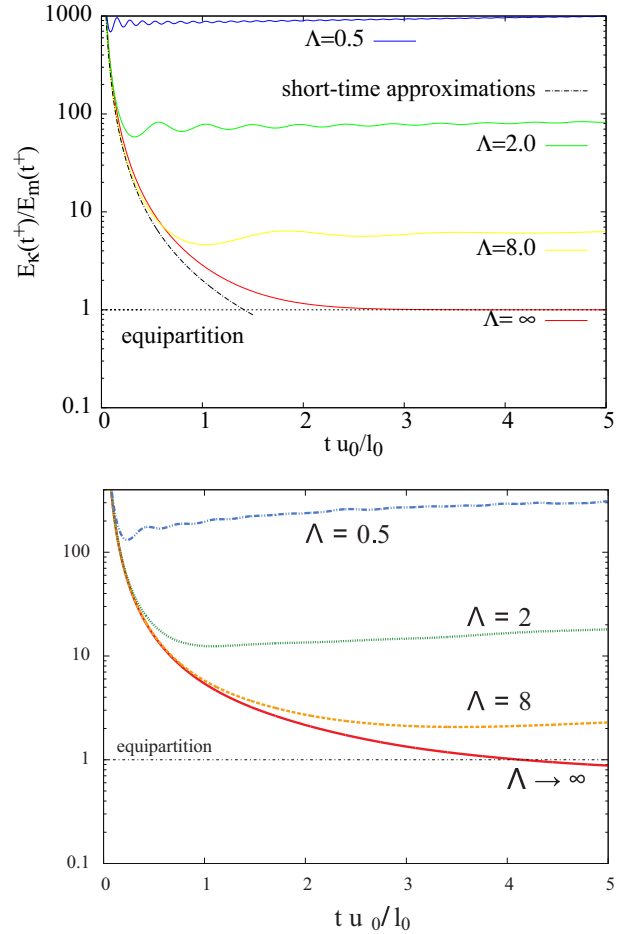 1000
Λ=0.5
short-time approximations
100
Λ=2.0
10
Λ=8.0
1
Λ= ∞
equipartition
0.1
0 1 2 3 4 5
t u0/l0
Eκ(t+)/Em(t+)
100
Λ = 0.5
Λ = 2
10
Λ = 8
equipartition
1
Λ → ∞
0.1
0 1 2 3 4 5
t u 0/ l0